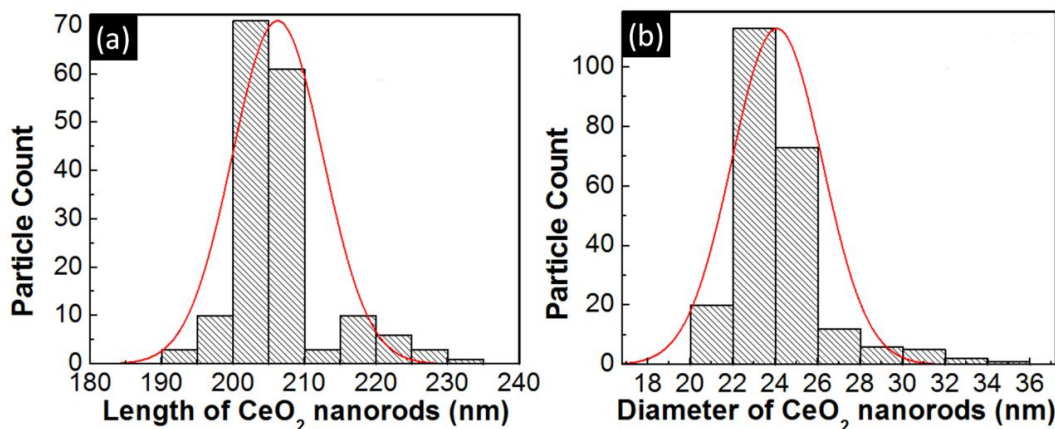 (a)
Particle Count
70
60
50
40
30
20
10
0
180 190 200 210 220 230 240
Length of CeO₂ nanorods (nm)
(b)
Particle Count
100
80
60
40
20
0
18 20 22 24 26 28 30 32 34 36
Diameter of CeO₂ nanorods (nm)